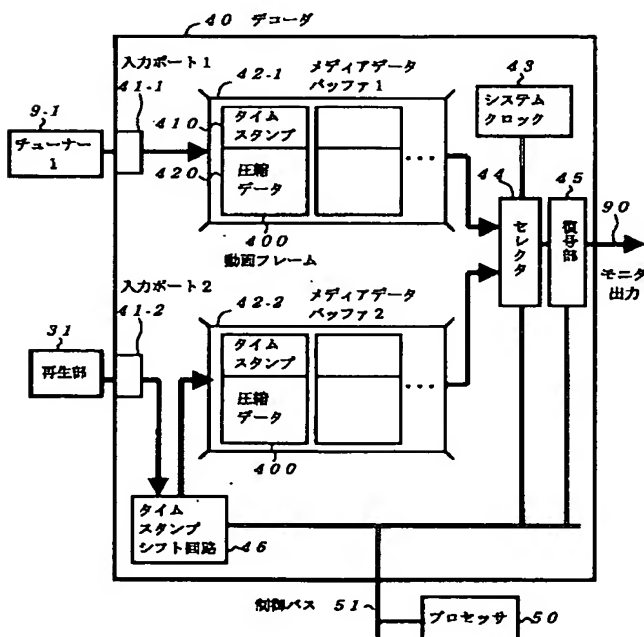 40 デコーダ
入力ポート1
41-1
42-1
メディアデータ
バッファ1
43
システム
クロック
9-1
チューナー
1
410
タイム
スタンプ
420
圧縮
データ
・・・
400
動画フレーム
44
セレクタ
45
復号部
90
モニタ
出力
入力ポート2
41-2
42-2
メディアデータ
バッファ2
31
再生部
タイム
スタンプ
圧縮
データ
・・・
400
タイム
スタンプ
シフト回路
46
制御バス 51
プロセッサ
50